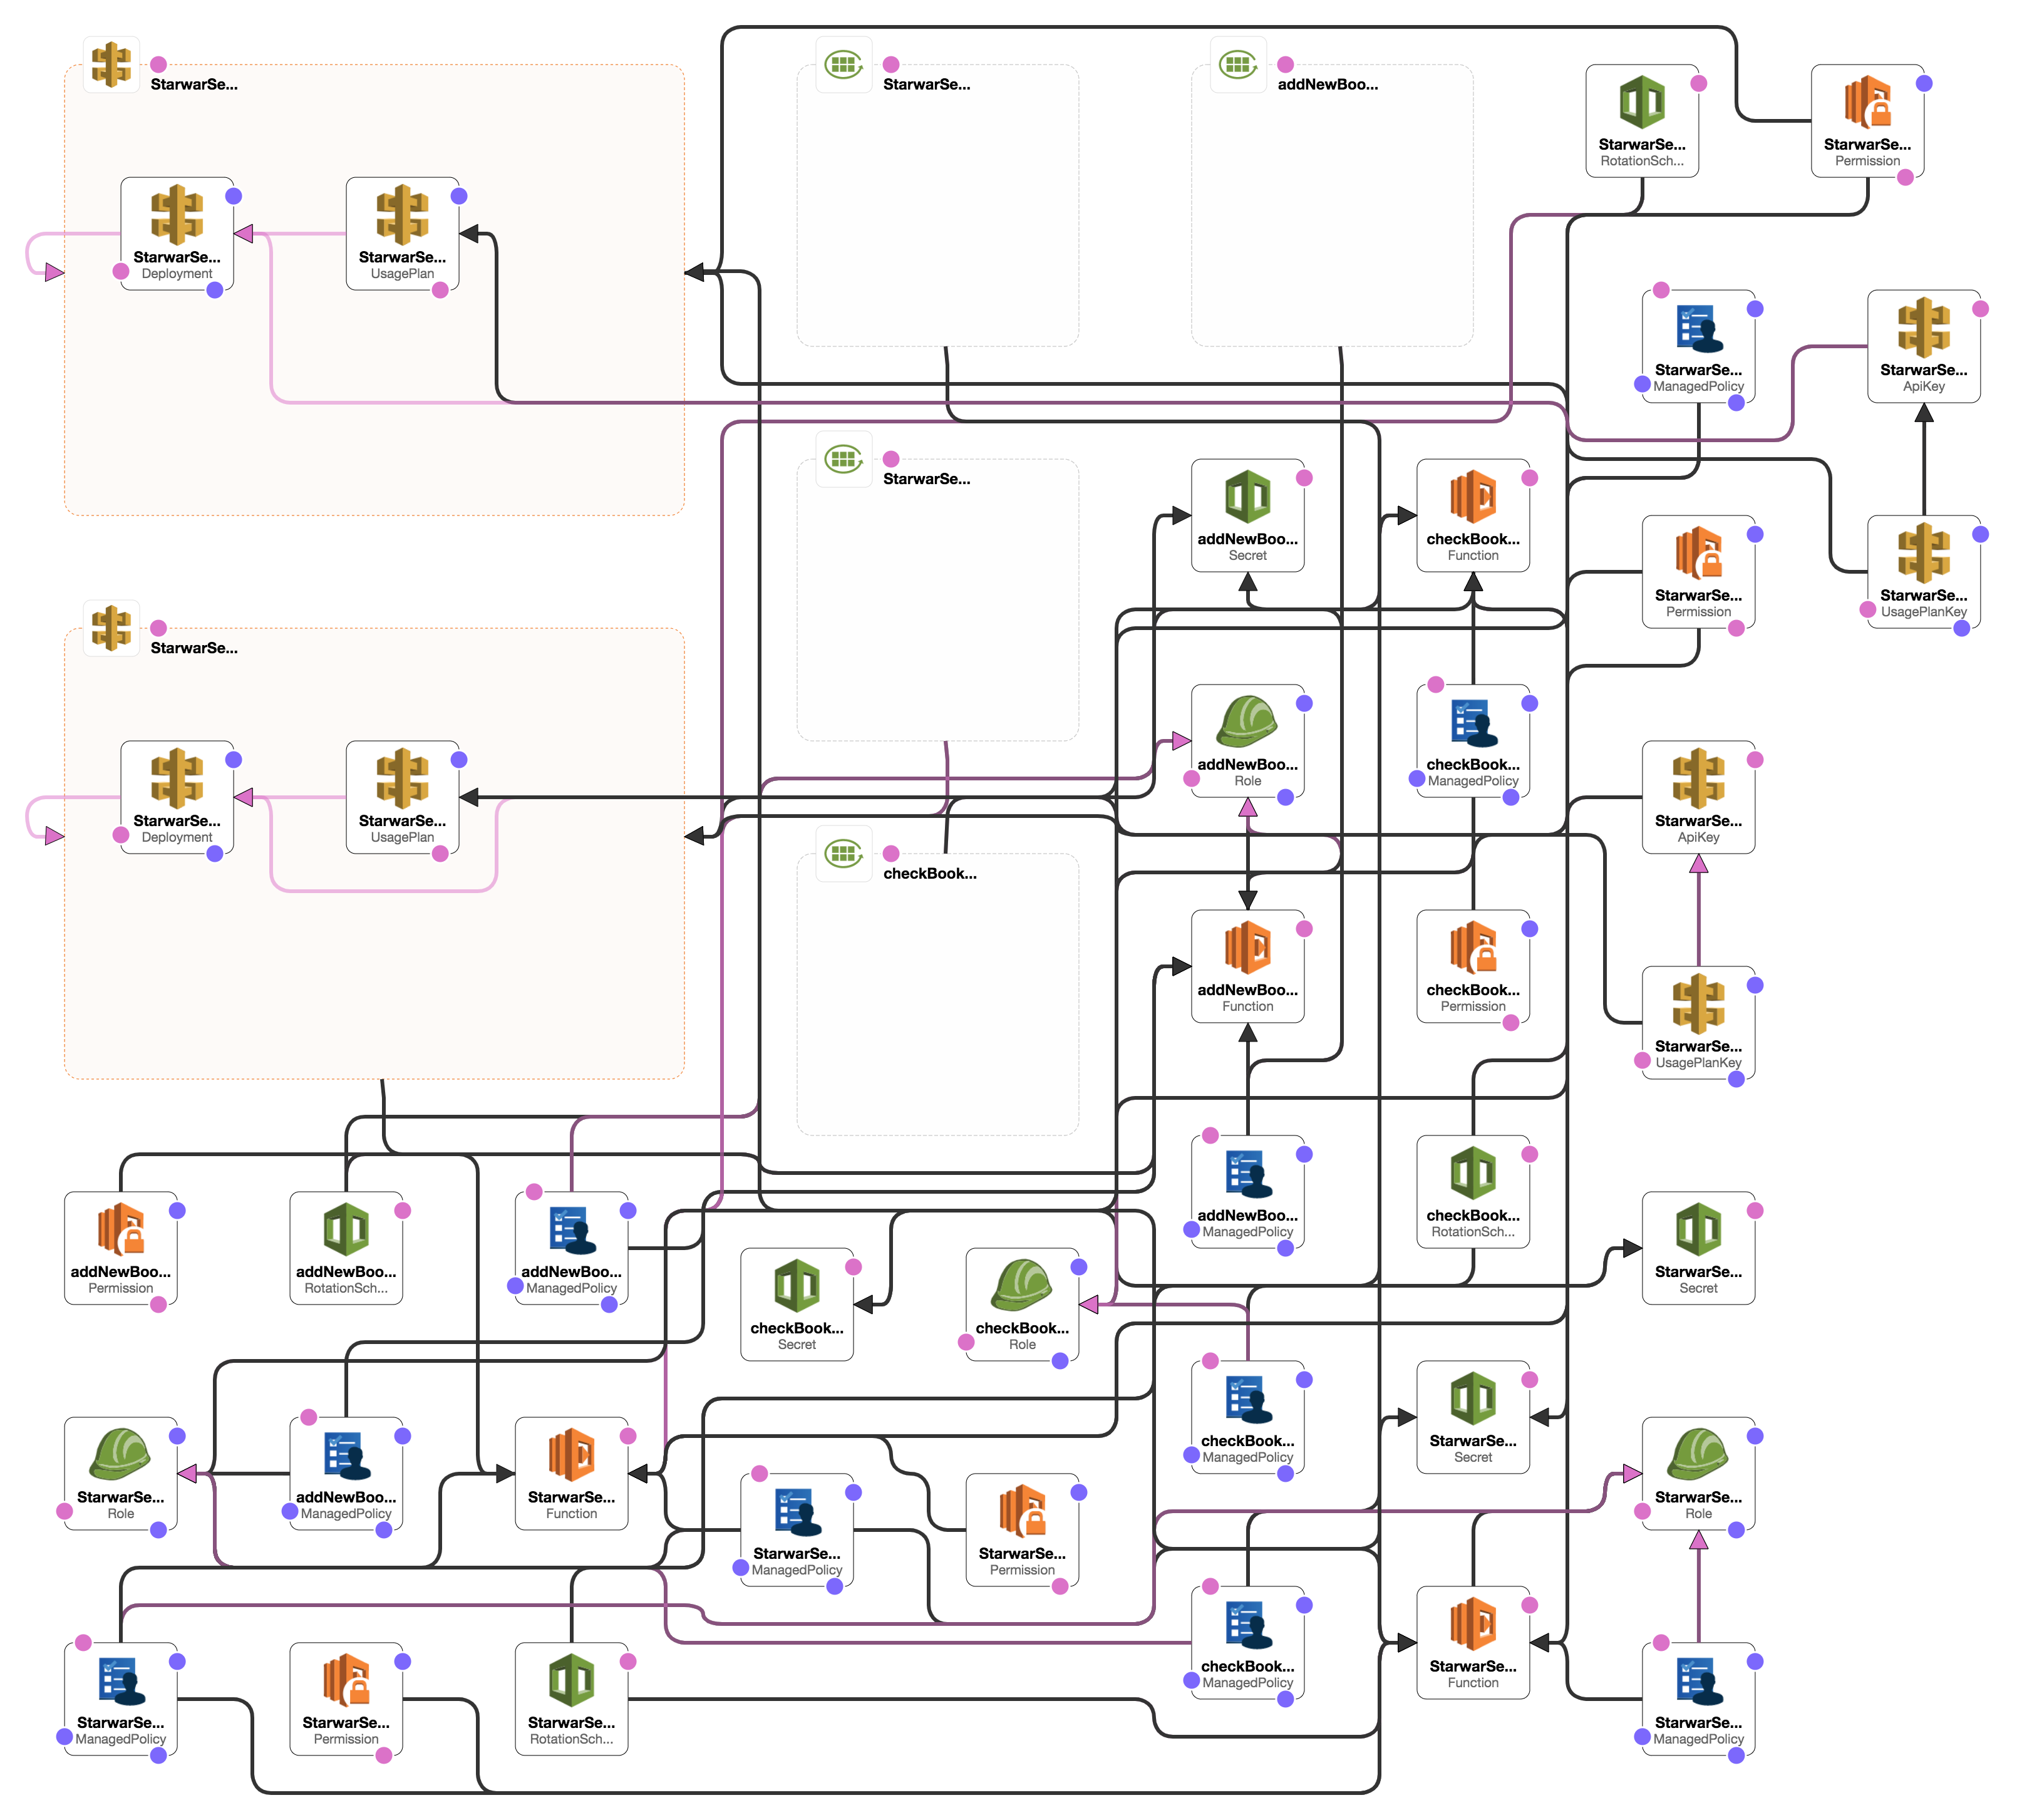 StarwarSe...
StarwarSe...
addNewBoo...
StarwarSe...
RotationSch...
StarwarSe...
Permission
StarwarSe...
Deployment
StarwarSe...
UsagePlan
StarwarSe...
ManagedPolicy
StarwarSe...
ApiKey
StarwarSe...
addNewBoo...
Secret
checkBook...
Function
StarwarSe...
Permission
StarwarSe...
UsagePlanKey
StarwarSe...
addNewBoo...
Role
checkBook...
ManagedPolicy
StarwarSe...
Deployment
StarwarSe...
UsagePlan
StarwarSe...
ApiKey
checkBook...
addNewBoo...
Function
checkBook...
Permission
StarwarSe...
UsagePlanKey
addNewBoo...
ManagedPolicy
checkBook...
RotationSch...
addNewBoo...
Permission
addNewBoo...
RotationSch...
addNewBoo...
ManagedPolicy
StarwarSe...
Secret
checkBook...
Secret
checkBook...
Role
checkBook...
ManagedPolicy
StarwarSe...
Secret
StarwarSe...
Role
addNewBoo...
ManagedPolicy
StarwarSe...
Function
StarwarSe...
Role
StarwarSe...
ManagedPolicy
StarwarSe...
Permission
checkBook...
ManagedPolicy
StarwarSe...
Function
StarwarSe...
ManagedPolicy
StarwarSe...
Permission
StarwarSe...
RotationSch...
StarwarSe...
ManagedPolicy